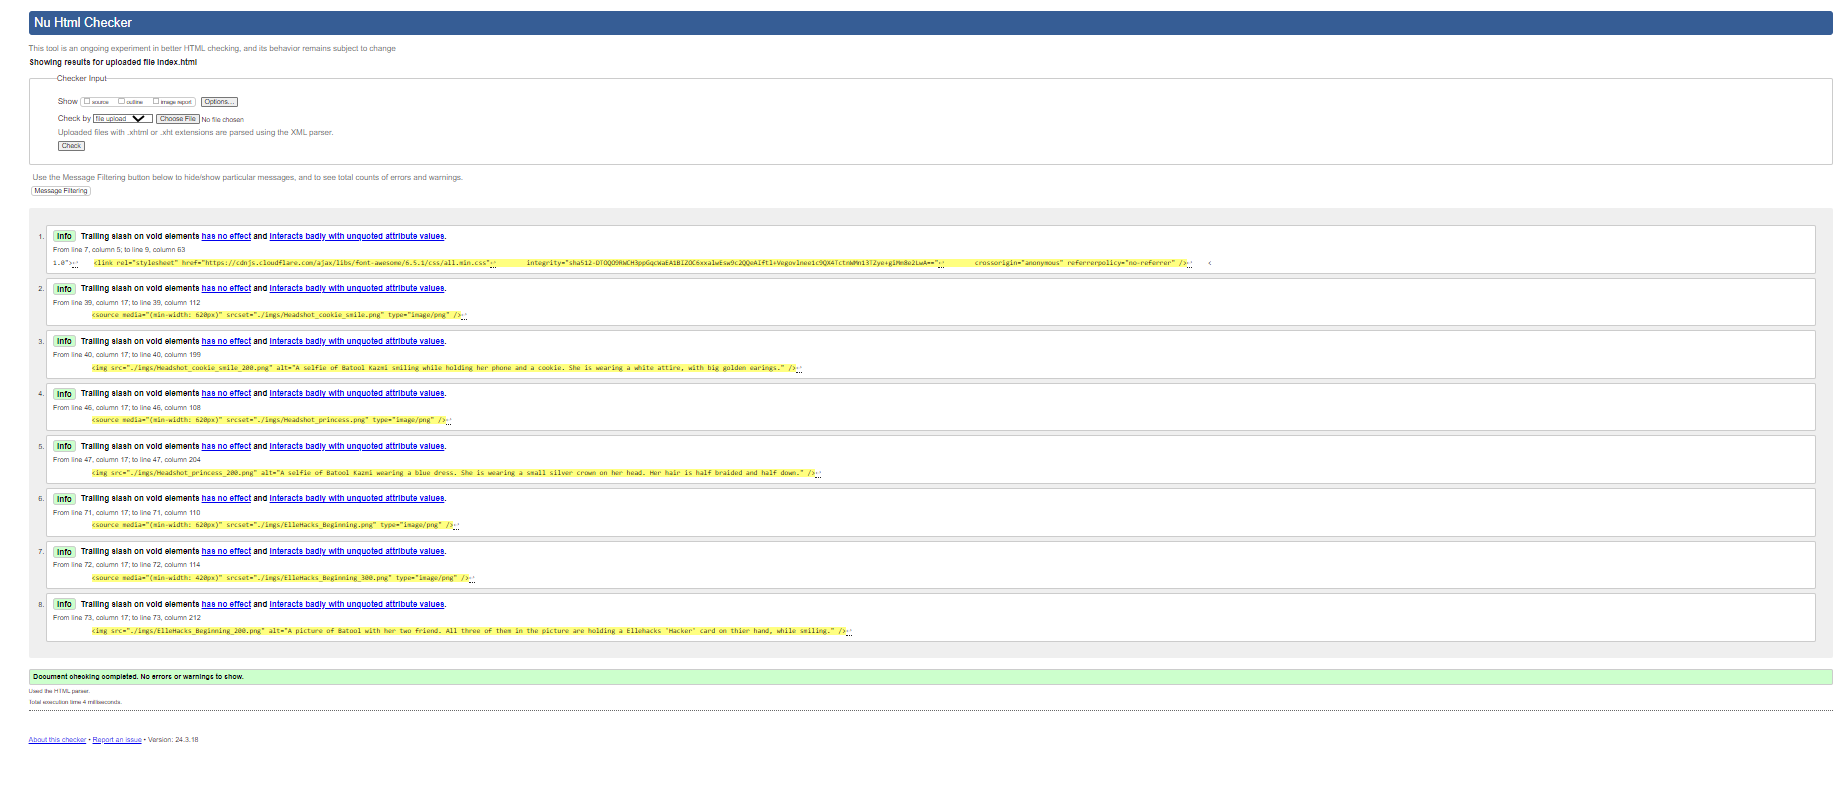 Nu Html Checker
This tool is an ongoing experiment in better HTML checking, and its behavior remains subject to change
Showing results for uploaded file index.html
Checker Input
Show source outline image report Options...
Check by file upload Choose File No file chosen
Uploaded files with .xhtml or .xht extensions are parsed using the XML parser.
Check
Use the Message Filtering button below to hide/show particular messages, and to see total counts of errors and warnings.
Message Filtering
1. Info Trailing slash on void elements has no effect and interacts badly with unquoted attribute values.
From line 7, column 5; to line 9, column 63
1.0">↩ <link rel="stylesheet" href="https://cdnjs.cloudflare.com/ajax/libs/font-awesome/6.5.1/css/all.min.css"↩ crossorigin="anonymous" referrerpolicy="no-referrer" />↩ <
2. Info Trailing slash on void elements has no effect and interacts badly with unquoted attribute values.
From line 39, column 17; to line 39, column 112
<source media="(min-width: 620px)" srcset="./imgs/Headshot_cookie_smile.png" type="image/png" />↩
3. Info Trailing slash on void elements has no effect and interacts badly with unquoted attribute values.
From line 40, column 17; to line 40, column 199
<img src="./imgs/Headshot_cookie_smile_200.png" alt="A selfie of Batool Kazmi smiling while holding her phone and a cookie. She is wearing a white attire, with big golden earings." />↩
4. Info Trailing slash on void elements has no effect and interacts badly with unquoted attribute values.
From line 46, column 17; to line 46, column 108
<source media="(min-width: 620px)" srcset="./imgs/Headshot_princess.png" type="image/png" />↩
5. Info Trailing slash on void elements has no effect and interacts badly with unquoted attribute values.
From line 47, column 17; to line 47, column 204
<img src="./imgs/Headshot_princess_200.png" alt="A selfie of Batool Kazmi wearing a blue dress. She is wearing a small silver crown on her head. Her hair is half braided and half down." />↩
6. Info Trailing slash on void elements has no effect and interacts badly with unquoted attribute values.
From line 71, column 17; to line 71, column 110
<source media="(min-width: 620px)" srcset="./imgs/ElleHacks_Beginning.png" type="image/png" />↩
7. Info Trailing slash on void elements has no effect and interacts badly with unquoted attribute values.
From line 72, column 17; to line 72, column 114
<source media="(min-width: 420px)" srcset="./imgs/ElleHacks_Beginning_300.png" type="image/png" />↩
8. Info Trailing slash on void elements has no effect and interacts badly with unquoted attribute values.
From line 73, column 17; to line 73, column 212
<img src="./imgs/ElleHacks_Beginning_200.png" alt="A picture of Batool with her two friend. All three of them in the picture are holding a Ellehacks 'Hacker' card on thier hand, while smiling." />↩
Document checking completed. No errors or warnings to show.
Used the HTML parser.
Total execution time 4 milliseconds.
About this checker • Report an issue • Version: 24.3.18